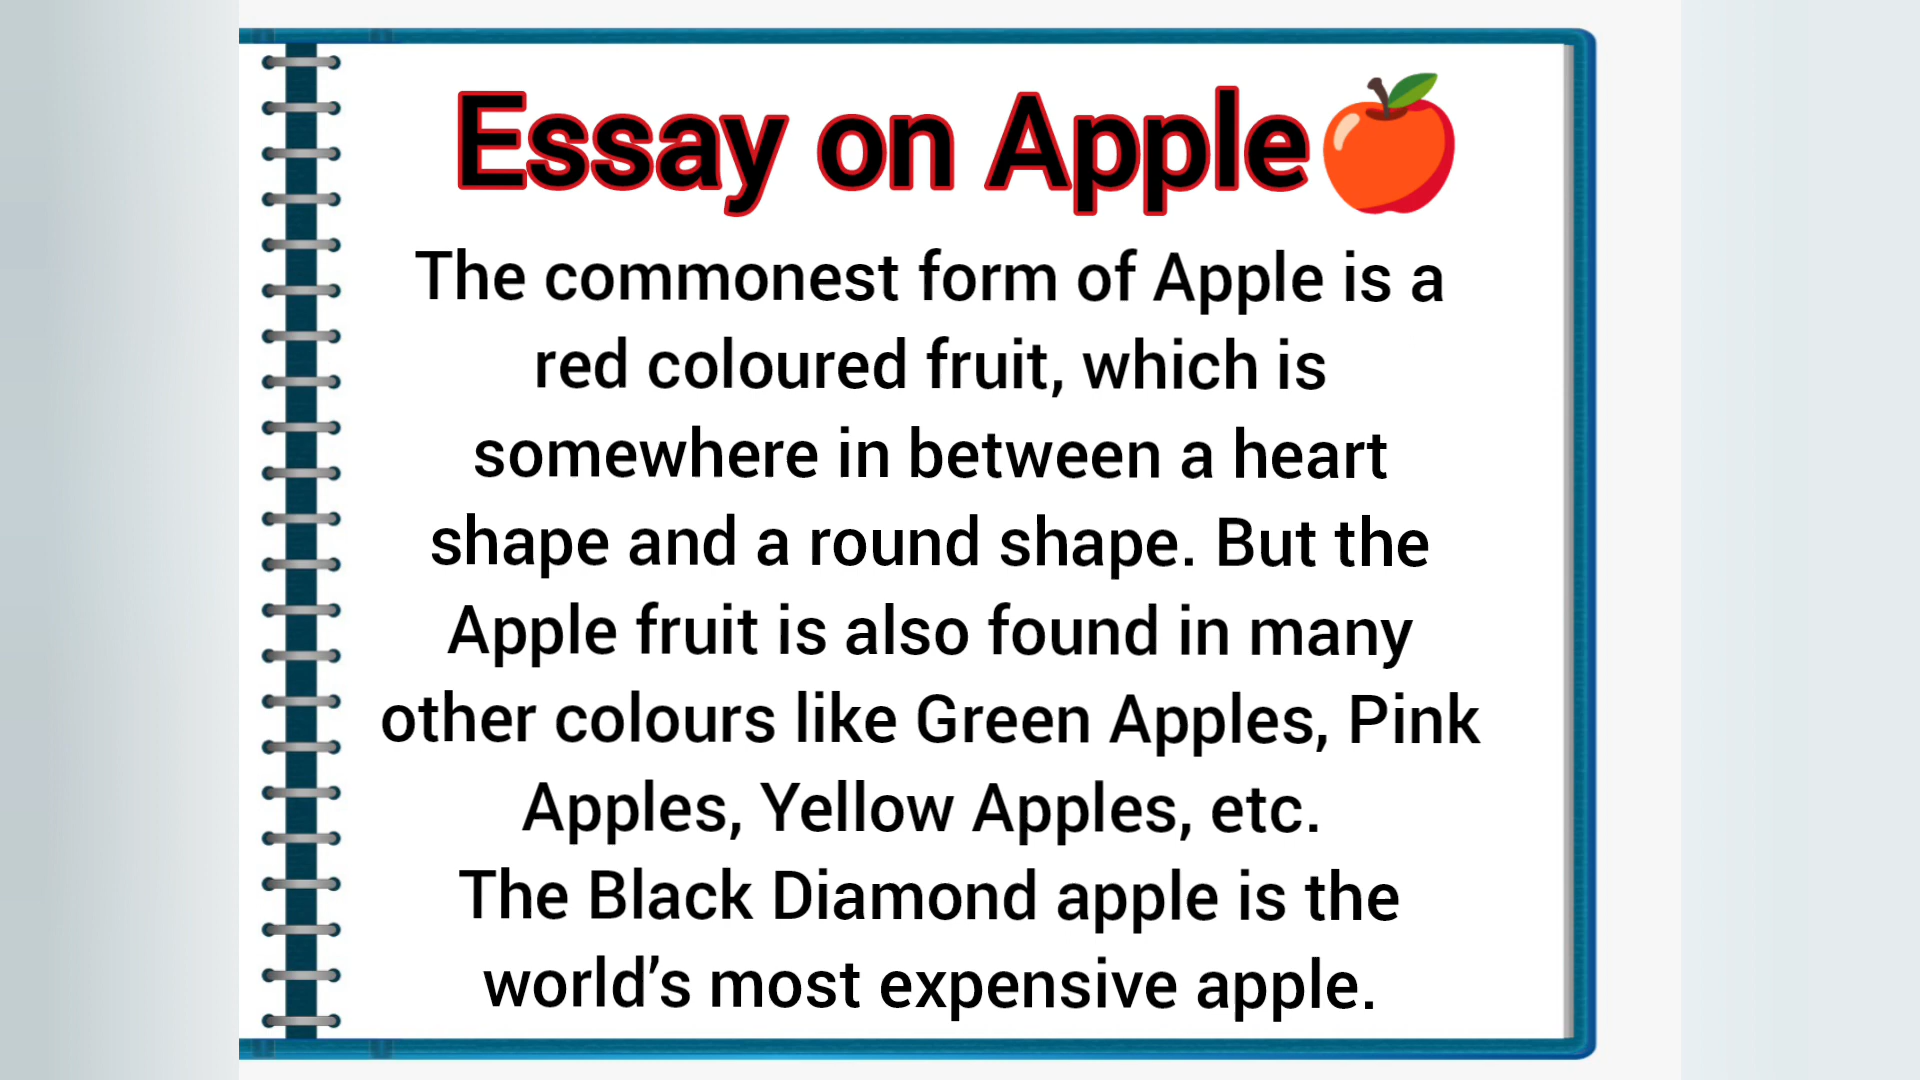 Essay on Apple
The commonest form of Apple is a
red coloured fruit, which is
somewhere in between a heart
shape and a round shape. But the
Apple fruit is also found in many
other colours like Green Apples, Pink
Apples, Yellow Apples, etc.
The Black Diamond apple is the
world’s most expensive apple.